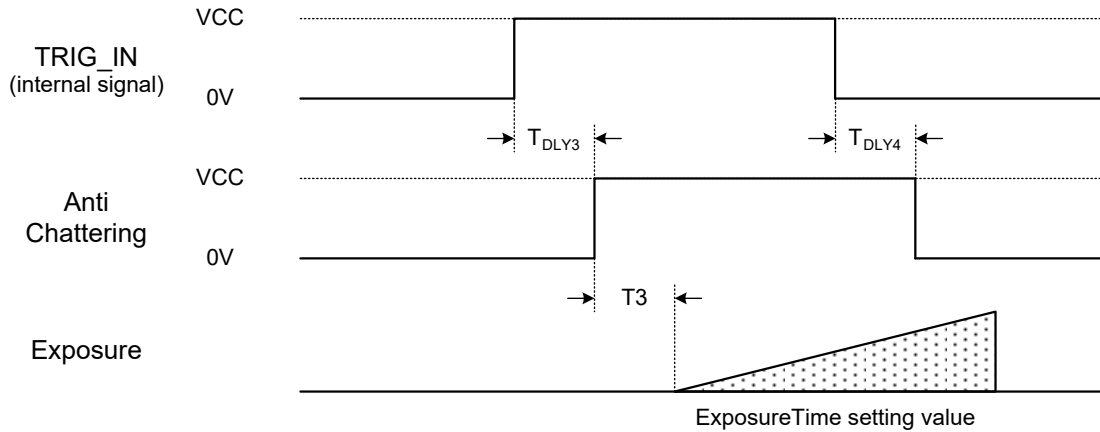 VCC
TRIG_IN
(internal signal)
0V
T_DLY3
T_DLY4
VCC
Anti
Chattering
0V
T3
Exposure
ExposureTime setting value